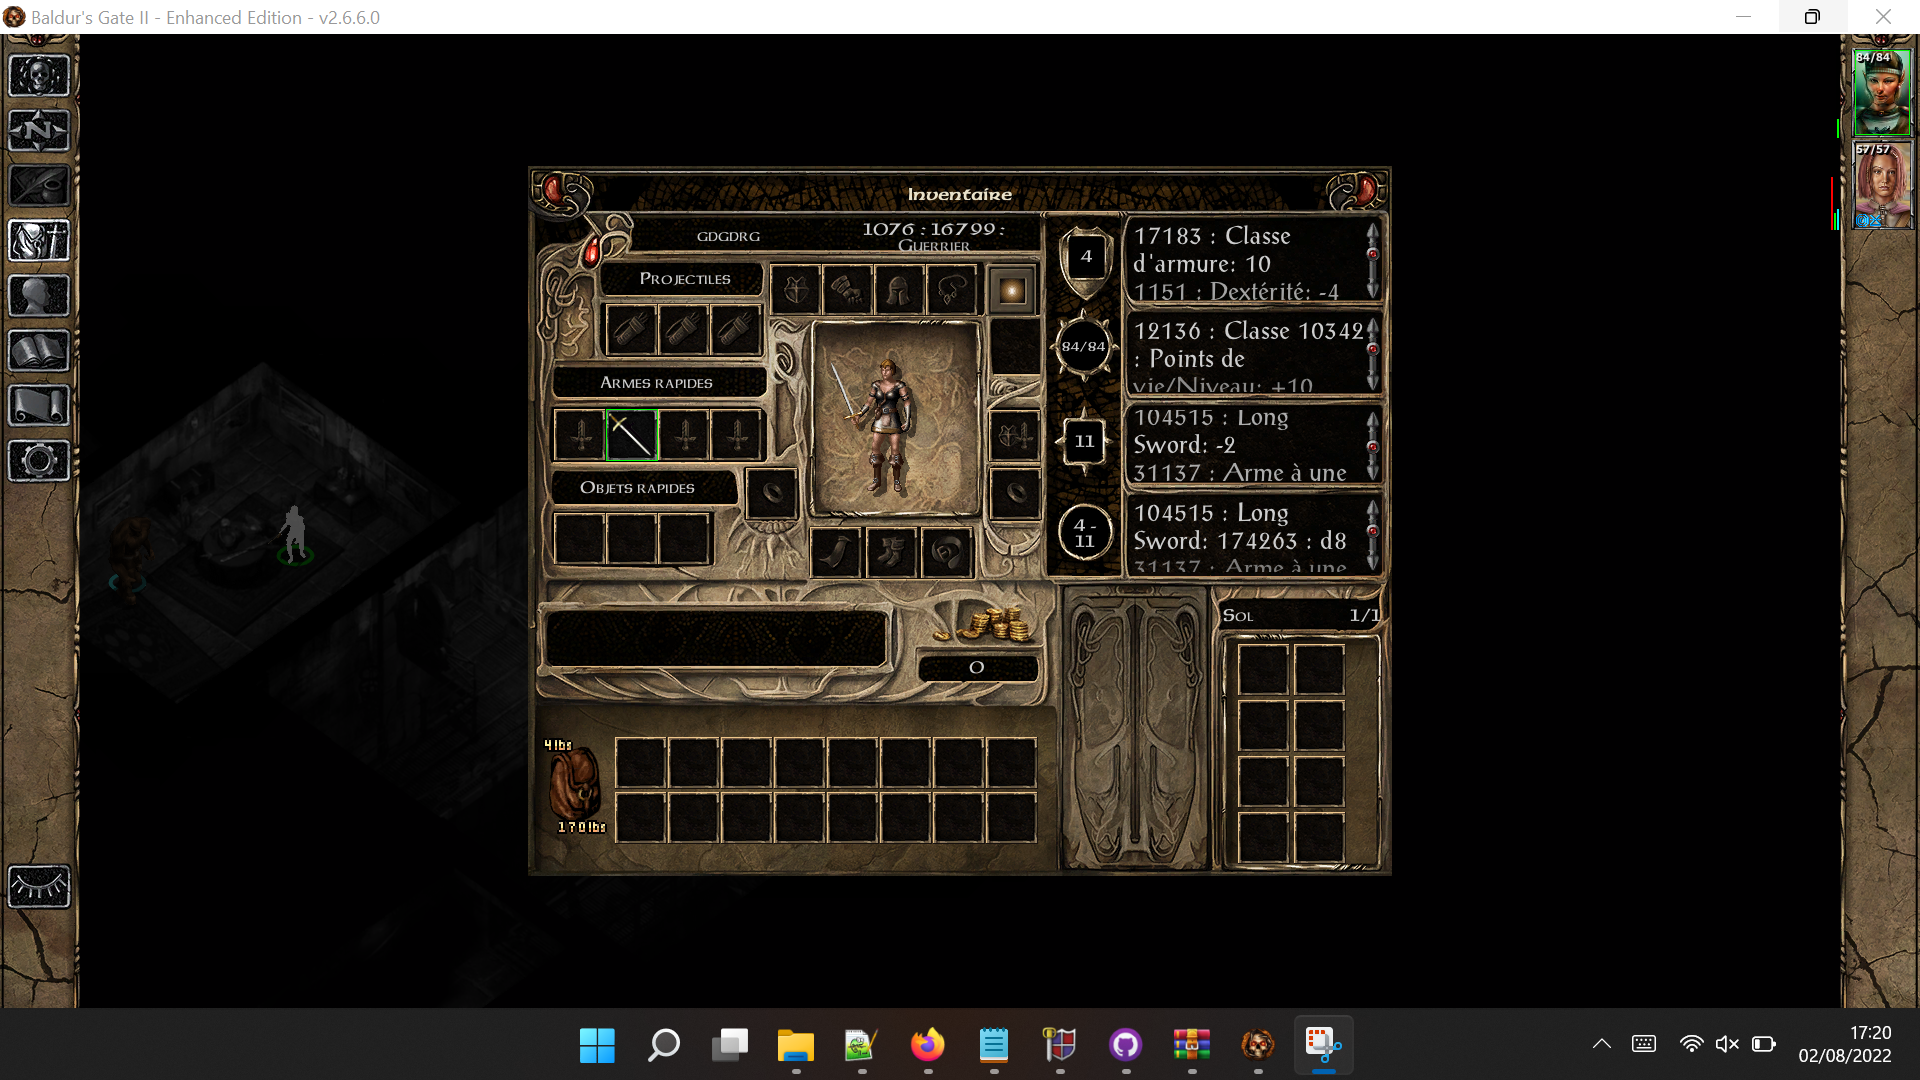 Baldur's Gate II - Enhanced Edition - v2.6.6.0
84/84
57/57
Inventaire
GDGDRG
1076 : 16799 :
Guerrier
Projectiles
Armes rapides
Objets rapides
4
84/84
11
4 -
11
17183 : Classe
d'armure: 10
1151 : Dextérité: -4
12136 : Classe 10342
: Points de
vie/Niveau: +10
104515 : Long
Sword: -2
31137 : Arme à une
104515 : Long
Sword: 174263 : d8
31137 : Arme à une
0
Sol 1/1
4 lbs
170 lbs
17:20
02/08/2022